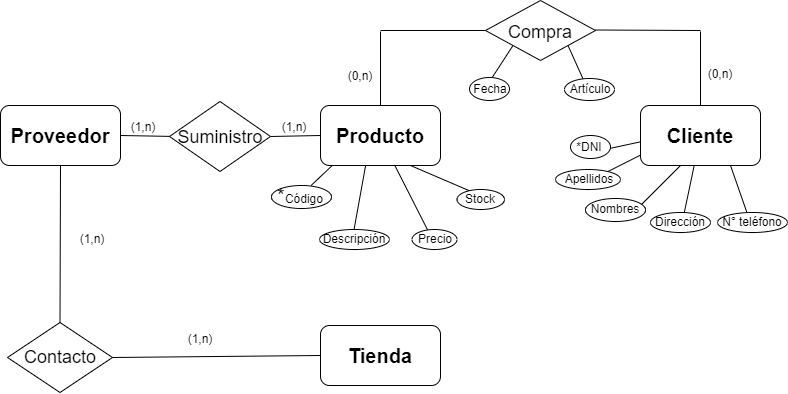 Compra
(0,n)
(0,n)
Fecha
Artículo
Proveedor
(1,n)
Suministro
(1,n)
Producto
Cliente
*DNI
Apellidos
*Código
Stock
Nombres
Descripción
Precio
Dirección
N° teléfono
(1,n)
(1,n)
Contacto
Tienda